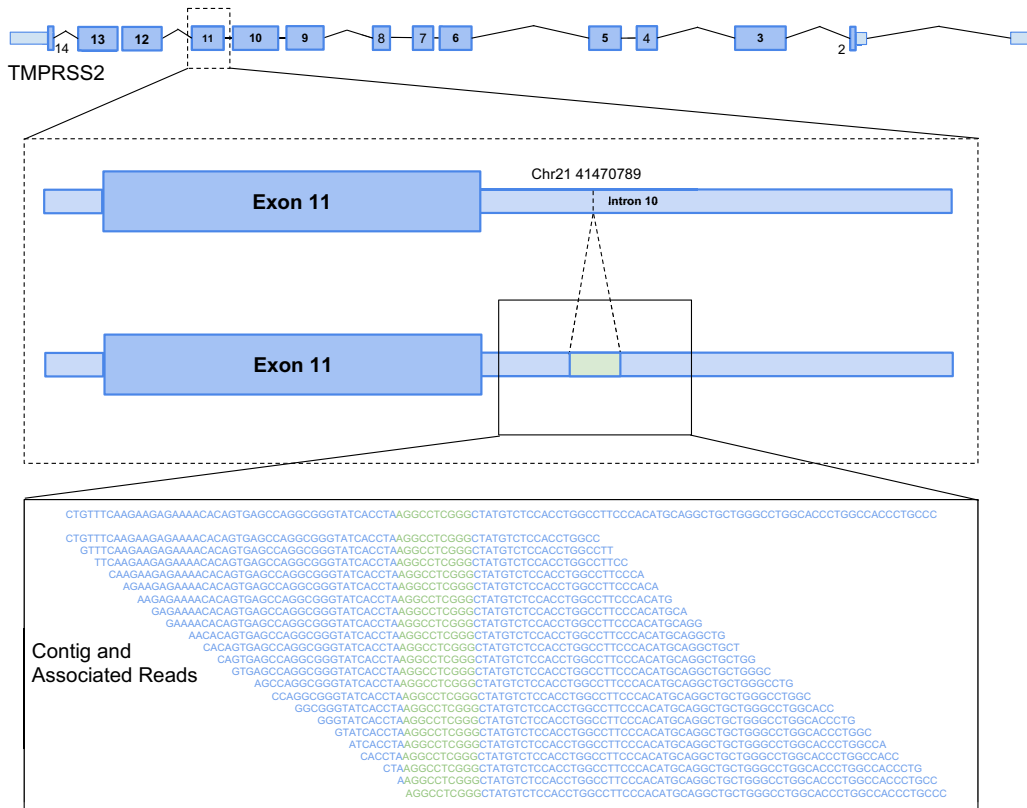 14 13 12 11 10 9 8 7 6 5 4 3 2
TMPRSS2
Chr21 41470789
Exon 11
Intron 10
Exon 11
CTGTTTCAAGAAGAGAAAACACAGTGAGCCAGGCGGGTATCACCTAAGGCCTCGGGCTATGTCTCCACCTGGCCTTCCCACATGCAGGCTGCTGGGCCTGGCACCCTGGCCACCCTGCCC
CTGTTTCAAGAAGAGAAAACACAGTGAGCCAGGCGGGTATCACCTAAGGCCTCGGGCTATGTCTCCACCTGGCC
GTTTCAAGAAGAGAAAACACAGTGAGCCAGGCGGGTATCACCTAAGGCCTCGGGCTATGTCTCCACCTGGCCTT
TTCAAGAAGAGAAAACACAGTGAGCCAGGCGGGTATCACCTAAGGCCTCGGGCTATGTCTCCACCTGGCCTTCC
CAAGAAGAGAAAACACAGTGAGCCAGGCGGGTATCACCTAAGGCCTCGGGCTATGTCTCCACCTGGCCTTCCCA
AGAAGAGAAAACACAGTGAGCCAGGCGGGTATCACCTAAGGCCTCGGGCTATGTCTCCACCTGGCCTTCCCACA
AAGAGAAAACACAGTGAGCCAGGCGGGTATCACCTAAGGCCTCGGGCTATGTCTCCACCTGGCCTTCCCACATG
GAGAAAACACAGTGAGCCAGGCGGGTATCACCTAAGGCCTCGGGCTATGTCTCCACCTGGCCTTCCCACATGCA
GAAAACACAGTGAGCCAGGCGGGTATCACCTAAGGCCTCGGGCTATGTCTCCACCTGGCCTTCCCACATGCAGG
AACACAGTGAGCCAGGCGGGTATCACCTAAGGCCTCGGGCTATGTCTCCACCTGGCCTTCCCACATGCAGGCTG
CACAGTGAGCCAGGCGGGTATCACCTAAGGCCTCGGGCTATGTCTCCACCTGGCCTTCCCACATGCAGGCTGCT
CAGTGAGCCAGGCGGGTATCACCTAAGGCCTCGGGCTATGTCTCCACCTGGCCTTCCCACATGCAGGCTGCTGG
GTGAGCCAGGCGGGTATCACCTAAGGCCTCGGGCTATGTCTCCACCTGGCCTTCCCACATGCAGGCTGCTGGGC
AGCCAGGCGGGTATCACCTAAGGCCTCGGGCTATGTCTCCACCTGGCCTTCCCACATGCAGGCTGCTGGGCCTG
CCAGGCGGGTATCACCTAAGGCCTCGGGCTATGTCTCCACCTGGCCTTCCCACATGCAGGCTGCTGGGCCTGGC
GGCGGGTATCACCTAAGGCCTCGGGCTATGTCTCCACCTGGCCTTCCCACATGCAGGCTGCTGGGCCTGGCACC
GGGTATCACCTAAGGCCTCGGGCTATGTCTCCACCTGGCCTTCCCACATGCAGGCTGCTGGGCCTGGCACCCTG
GTATCACCTAAGGCCTCGGGCTATGTCTCCACCTGGCCTTCCCACATGCAGGCTGCTGGGCCTGGCACCCTGGC
ATCACCTAAGGCCTCGGGCTATGTCTCCACCTGGCCTTCCCACATGCAGGCTGCTGGGCCTGGCACCCTGGCCA
CACCTAAGGCCTCGGGCTATGTCTCCACCTGGCCTTCCCACATGCAGGCTGCTGGGCCTGGCACCCTGGCCACC
CTAAGGCCTCGGGCTATGTCTCCACCTGGCCTTCCCACATGCAGGCTGCTGGGCCTGGCACCCTGGCCACCCTG
AAGGCCTCGGGCTATGTCTCCACCTGGCCTTCCCACATGCAGGCTGCTGGGCCTGGCACCCTGGCCACCCTGCC
AGGCCTCGGGCTATGTCTCCACCTGGCCTTCCCACATGCAGGCTGCTGGGCCTGGCACCCTGGCCACCCTGCCC
Contig and
Associated Reads